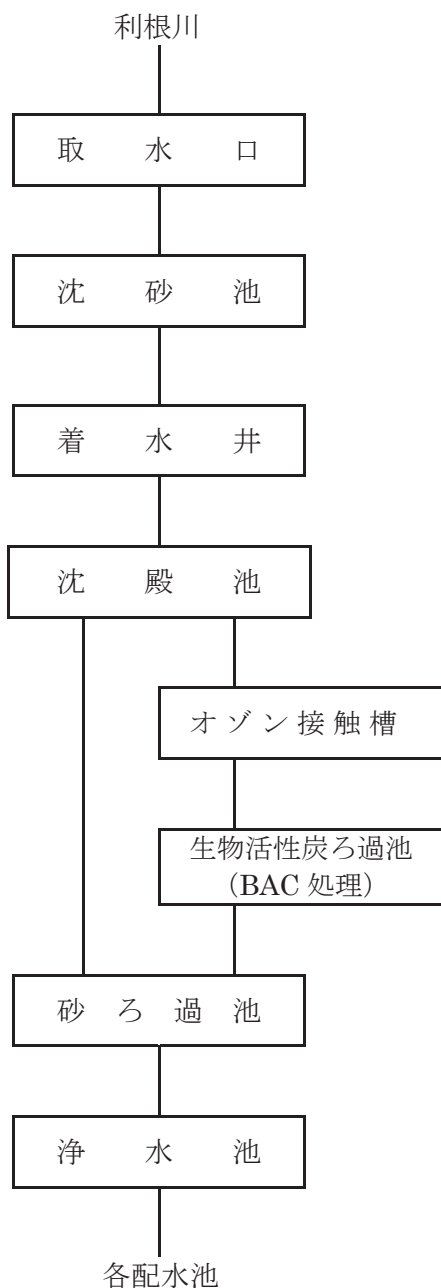 利根川
取水口
沈砂池
着水井
沈殿池
オゾン接触槽
生物活性炭ろ過池
（BAC 処理）
砂ろ過池
浄水池
各配水池